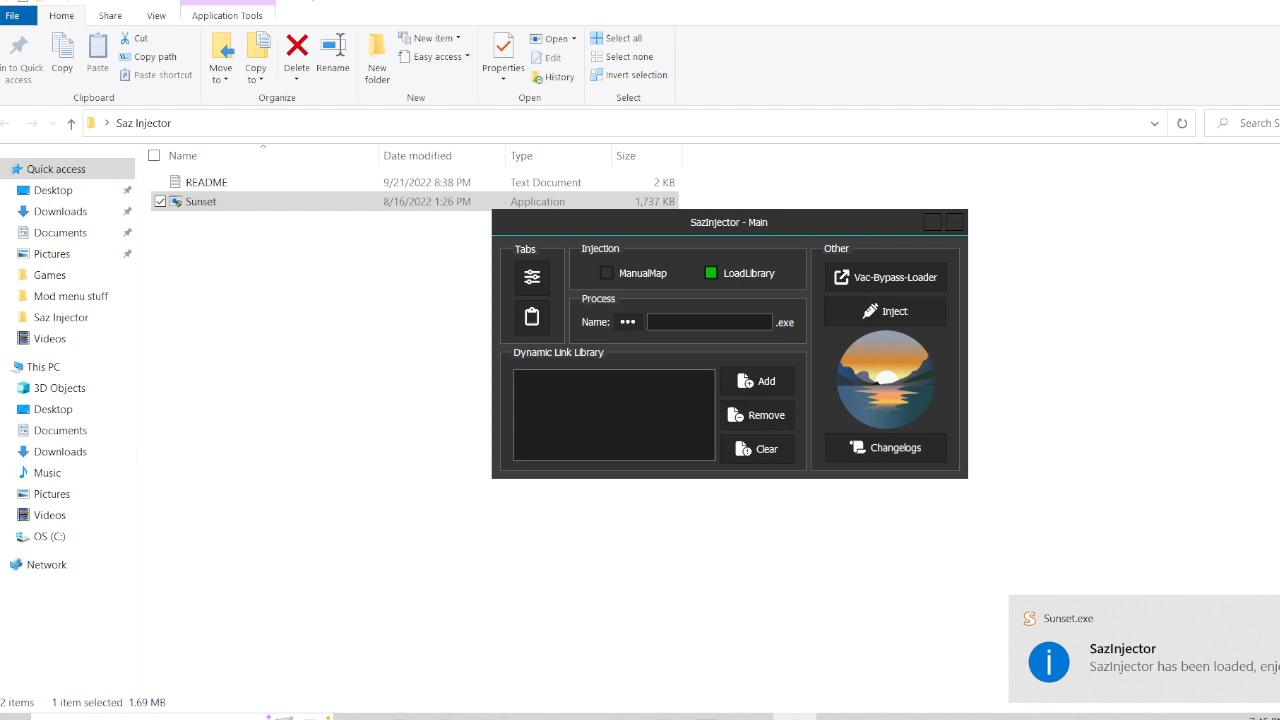 File Home Share View Application Tools
in to Quick access
Copy
Paste
Cut
Copy path
Paste shortcut
Move to
Copy to
Delete
Rename
New folder
New item
Easy access
Properties
Open
Edit
History
Select all
Select none
Invert selection
Clipboard Organize New Open Select
Saz Injector
Search S
Name Date modified Type Size
README 9/21/2022 8:38 PM Text Document 2 KB
Sunset 8/16/2022 1:26 PM Application 1,737 KB
Quick access
Desktop
Downloads
Documents
Pictures
Games
Mod menu stuff
Saz Injector
Videos
This PC
3D Objects
Desktop
Documents
Downloads
Music
Pictures
Videos
OS (C:)
Network
SazInjector - Main
Tabs
Injection
ManualMap LoadLibrary
Process
Name: ••• .exe
Dynamic Link Library
Add
Remove
Clear
Other
Vac-Bypass-Loader
Inject
Changelogs
Sunset.exe
SazInjector
SazInjector has been loaded, enj
2 items 1 item selected 1.69 MB